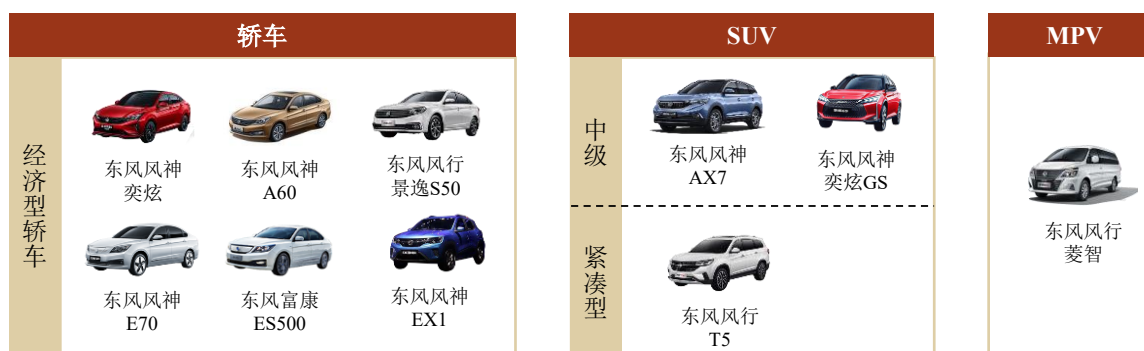 轿车
经济型轿车
东风风神
奕炫
东风风神
A60
东风风行
景逸S50
东风风神
E70
东风富康
ES500
东风风神
EX1
SUV
中级
东风风神
AX7
东风风神
奕炫GS
紧凑型
东风风行
T5
MPV
东风风行
菱智